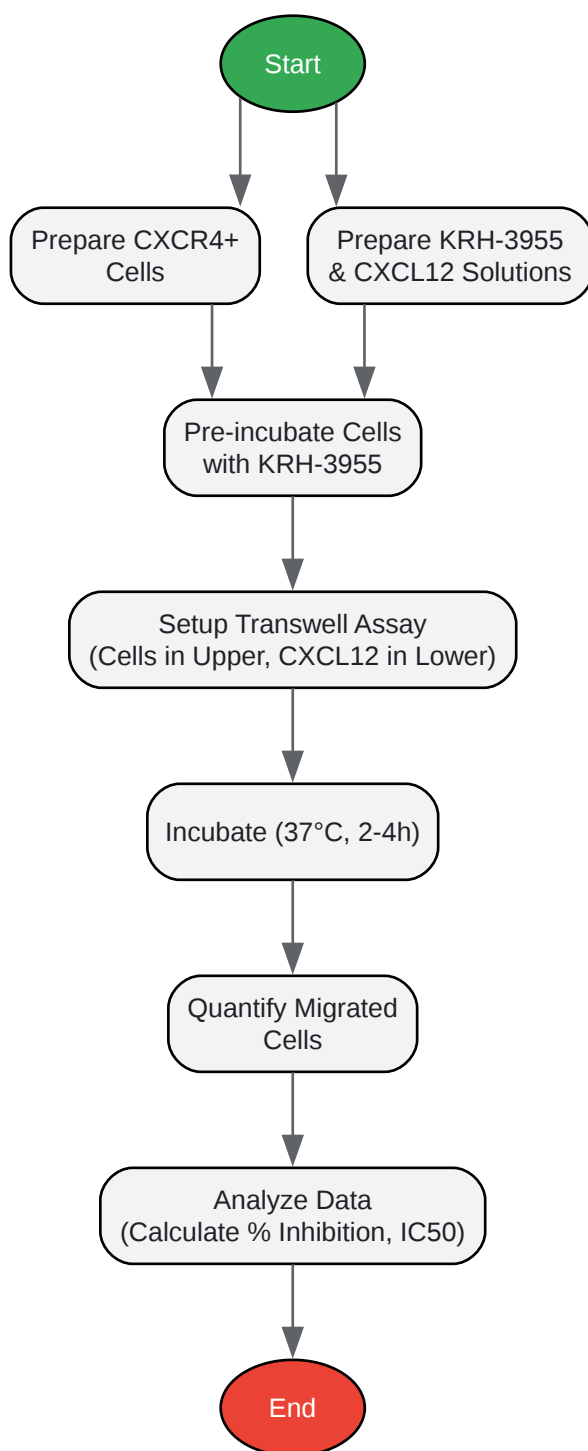 Start
Prepare CXCR4+
Cells
Prepare KRH-3955
& CXCL12 Solutions
Pre-incubate Cells
with KRH-3955
Setup Transwell Assay
(Cells in Upper, CXCL12 in Lower)
Incubate (37°C, 2-4h)
Quantify Migrated
Cells
Analyze Data
(Calculate % Inhibition, IC50)
End